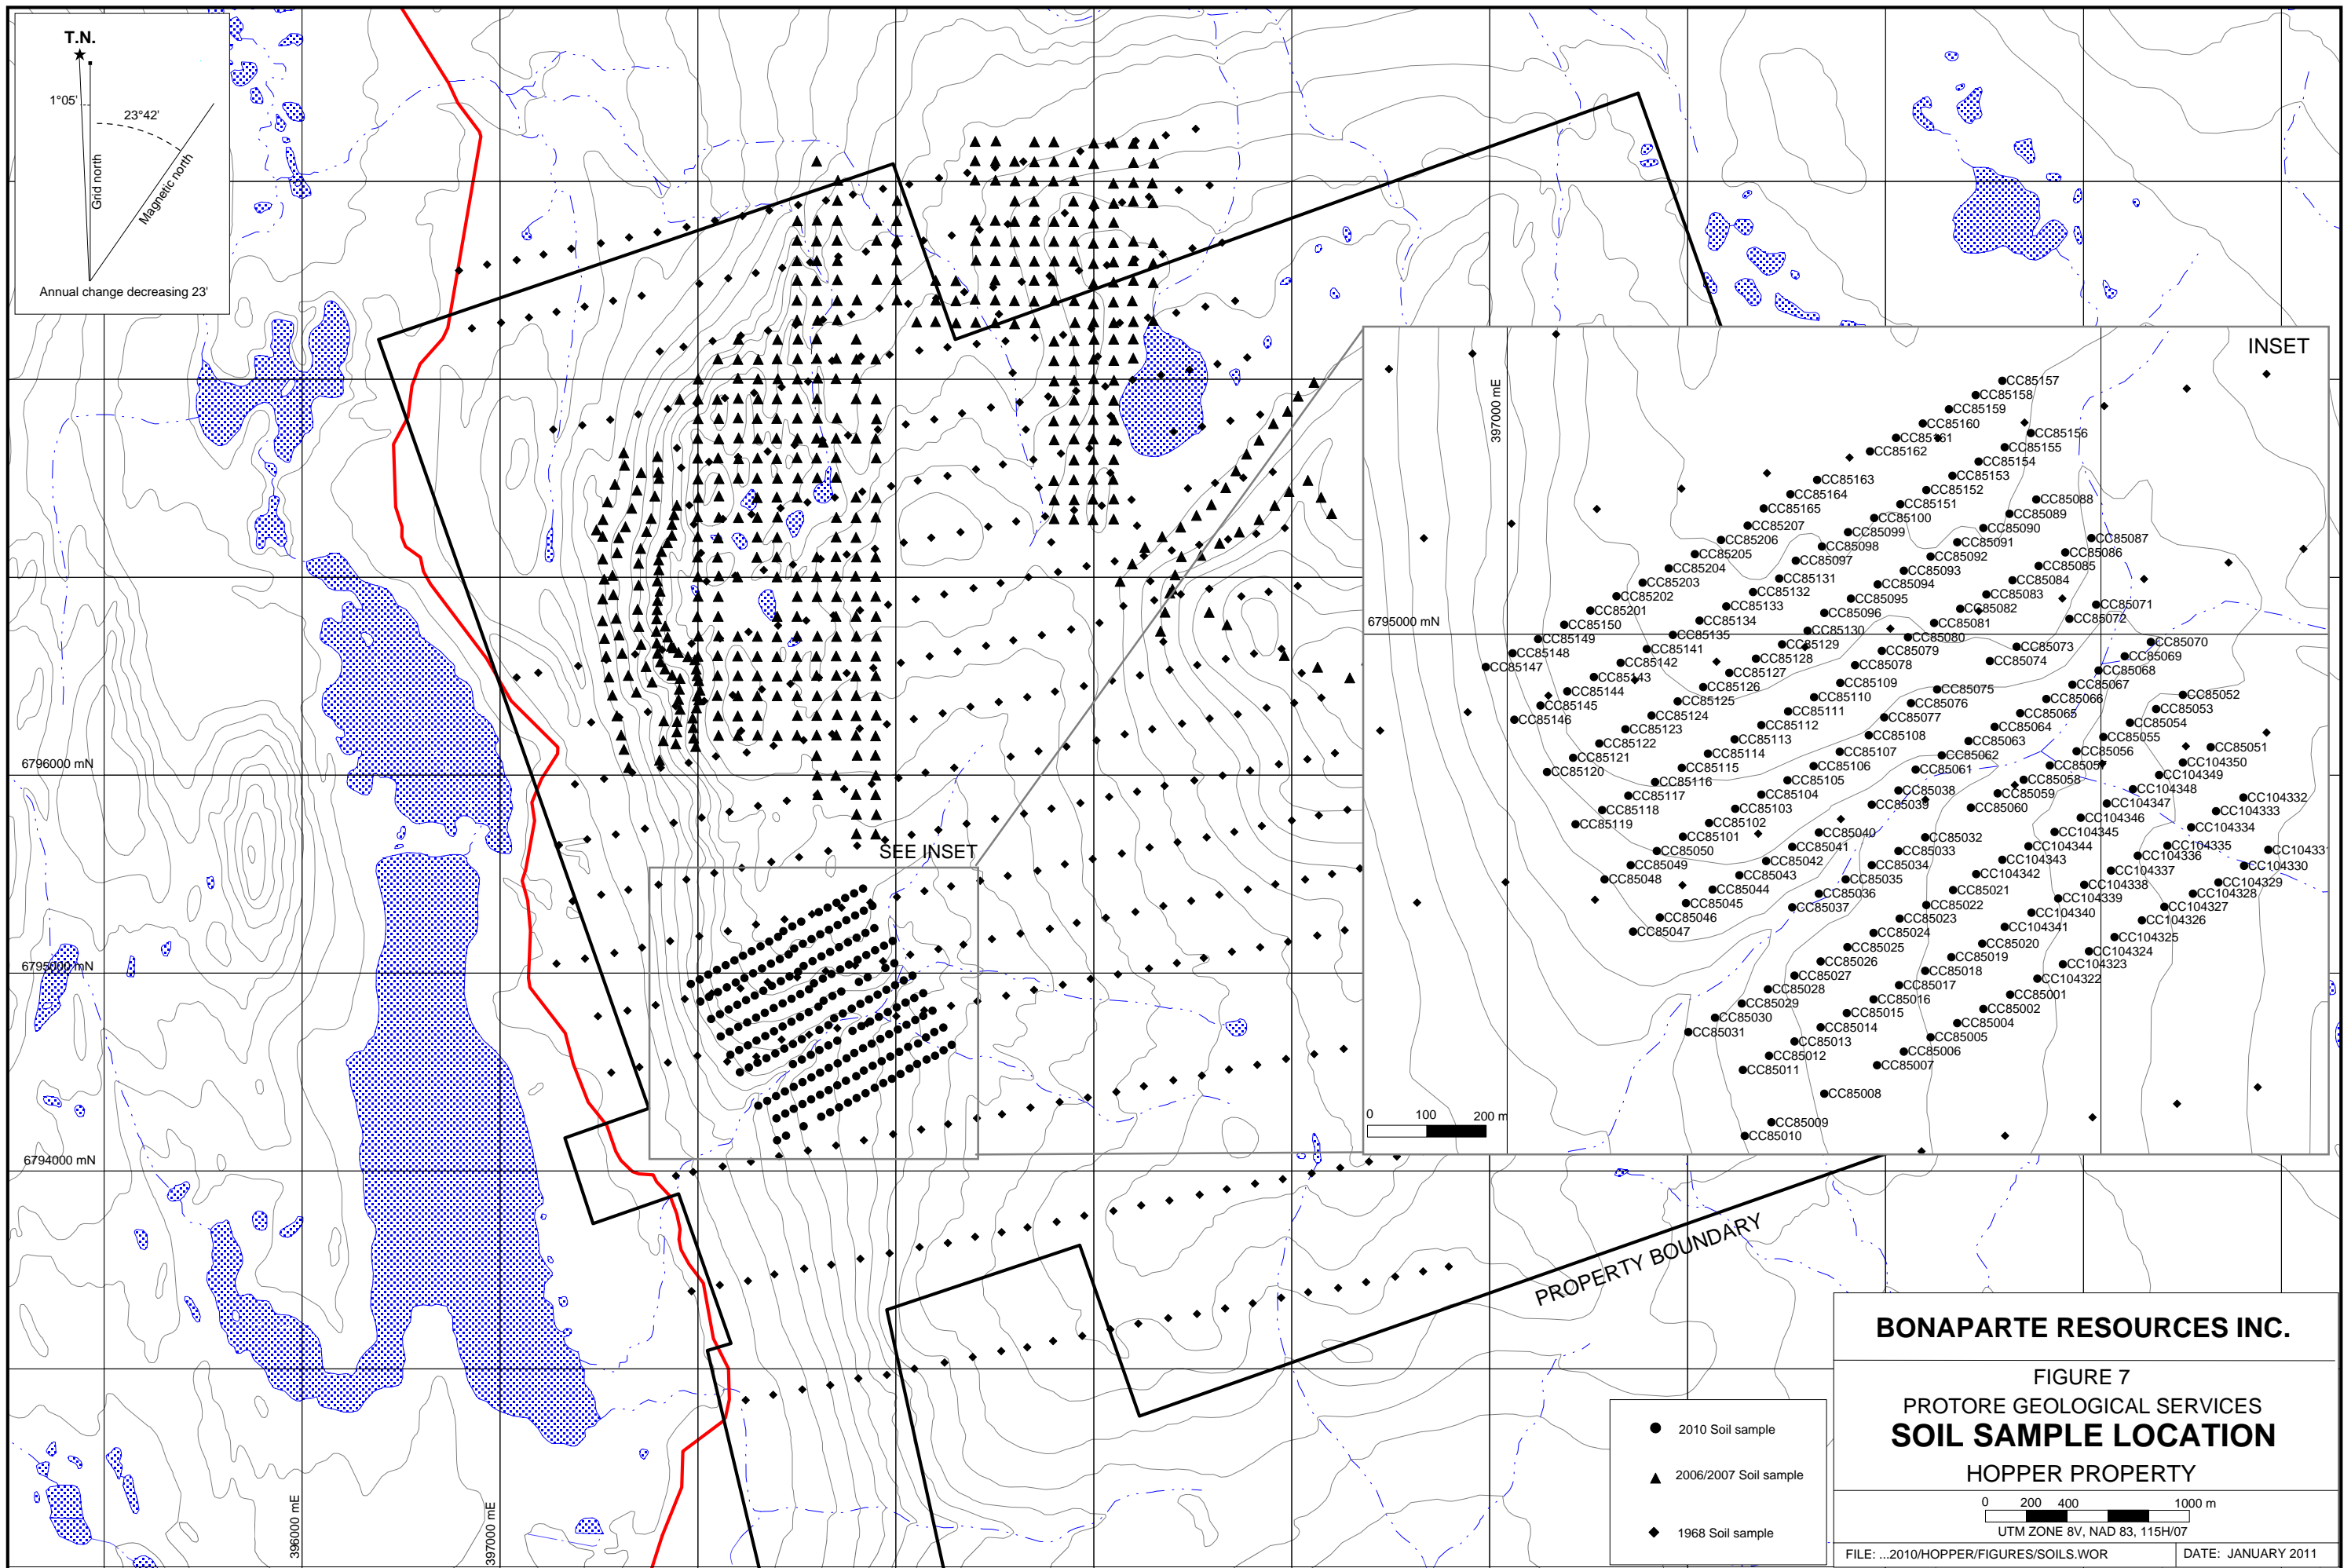 T.N.
1°05'
23°42'
Grid north
Magnetic north
Annual change decreasing 23'
INSET
397000 mE
6795000 mN
CC85157
CC85158
CC85159
CC85160
CC85161
CC85162
CC85156
CC85155
CC85154
CC85153
CC85152
CC85151
CC85100
CC85099
CC85098
CC85097
CC85163
CC85164
CC85165
CC85207
CC85206
CC85205
CC85204
CC85203
CC85202
CC85201
CC85150
CC85149
CC85148
CC85147
CC85088
CC85089
CC85090
CC85091
CC85092
CC85093
CC85094
CC85095
CC85096
CC85131
CC85132
CC85133
CC85134
CC85135
CC85141
CC85142
CC85143
CC85144
CC85145
CC85146
CC85087
CC85086
CC85085
CC85084
CC85083
CC85082
CC85081
CC85080
CC85079
CC85078
CC85130
CC85129
CC85128
CC85127
CC85126
CC85125
CC85124
CC85123
CC85122
CC85121
CC85120
CC85071
CC85072
CC85073
CC85074
CC85075
CC85076
CC85077
CC85109
CC85110
CC85111
CC85112
CC85113
CC85114
CC85115
CC85116
CC85117
CC85118
CC85119
CC85070
CC85069
CC85068
CC85067
CC85066
CC85065
CC85064
CC85063
CC85062
CC85061
CC85108
CC85107
CC85106
CC85105
CC85104
CC85103
CC85102
CC85101
CC85050
CC85049
CC85048
CC85052
CC85053
CC85054
CC85055
CC85056
CC85057
CC85058
CC85059
CC85060
CC85038
CC85039
CC85040
CC85041
CC85042
CC85043
CC85044
CC85045
CC85046
CC85047
CC85051
CC104350
CC104349
CC104348
CC104347
CC104346
CC104345
CC104344
CC104343
CC104342
CC85032
CC85033
CC85034
CC85035
CC85036
CC85037
CC85021
CC85022
CC85023
CC85024
CC85025
CC85026
CC85027
CC85028
CC85029
CC85030
CC85031
CC104332
CC104333
CC104334
CC104335
CC104336
CC104337
CC104338
CC104339
CC104340
CC104341
CC85020
CC85019
CC85018
CC85017
CC85016
CC85015
CC85014
CC85013
CC85012
CC85011
CC10433
CC104330
CC104329
CC104328
CC104327
CC104326
CC104325
CC104324
CC104323
CC104322
CC85001
CC85002
CC85004
CC85005
CC85006
CC85007
CC85008
CC85009
CC85010
0 100 200 m
6796000 mN
SEE INSET
6795000 mN
6794000 mN
396000 mE
397000 mE
PROPERTY BOUNDARY
2010 Soil sample
2006/2007 Soil sample
1968 Soil sample
BONAPARTE RESOURCES INC.
FIGURE 7
PROTORE GEOLOGICAL SERVICES
SOIL SAMPLE LOCATION
HOPPER PROPERTY
0 200 400 1000 m
UTM ZONE 8V, NAD 83, 115H/07
FILE: ...2010/HOPPER/FIGURES/SOILS.WOR
DATE: JANUARY 2011